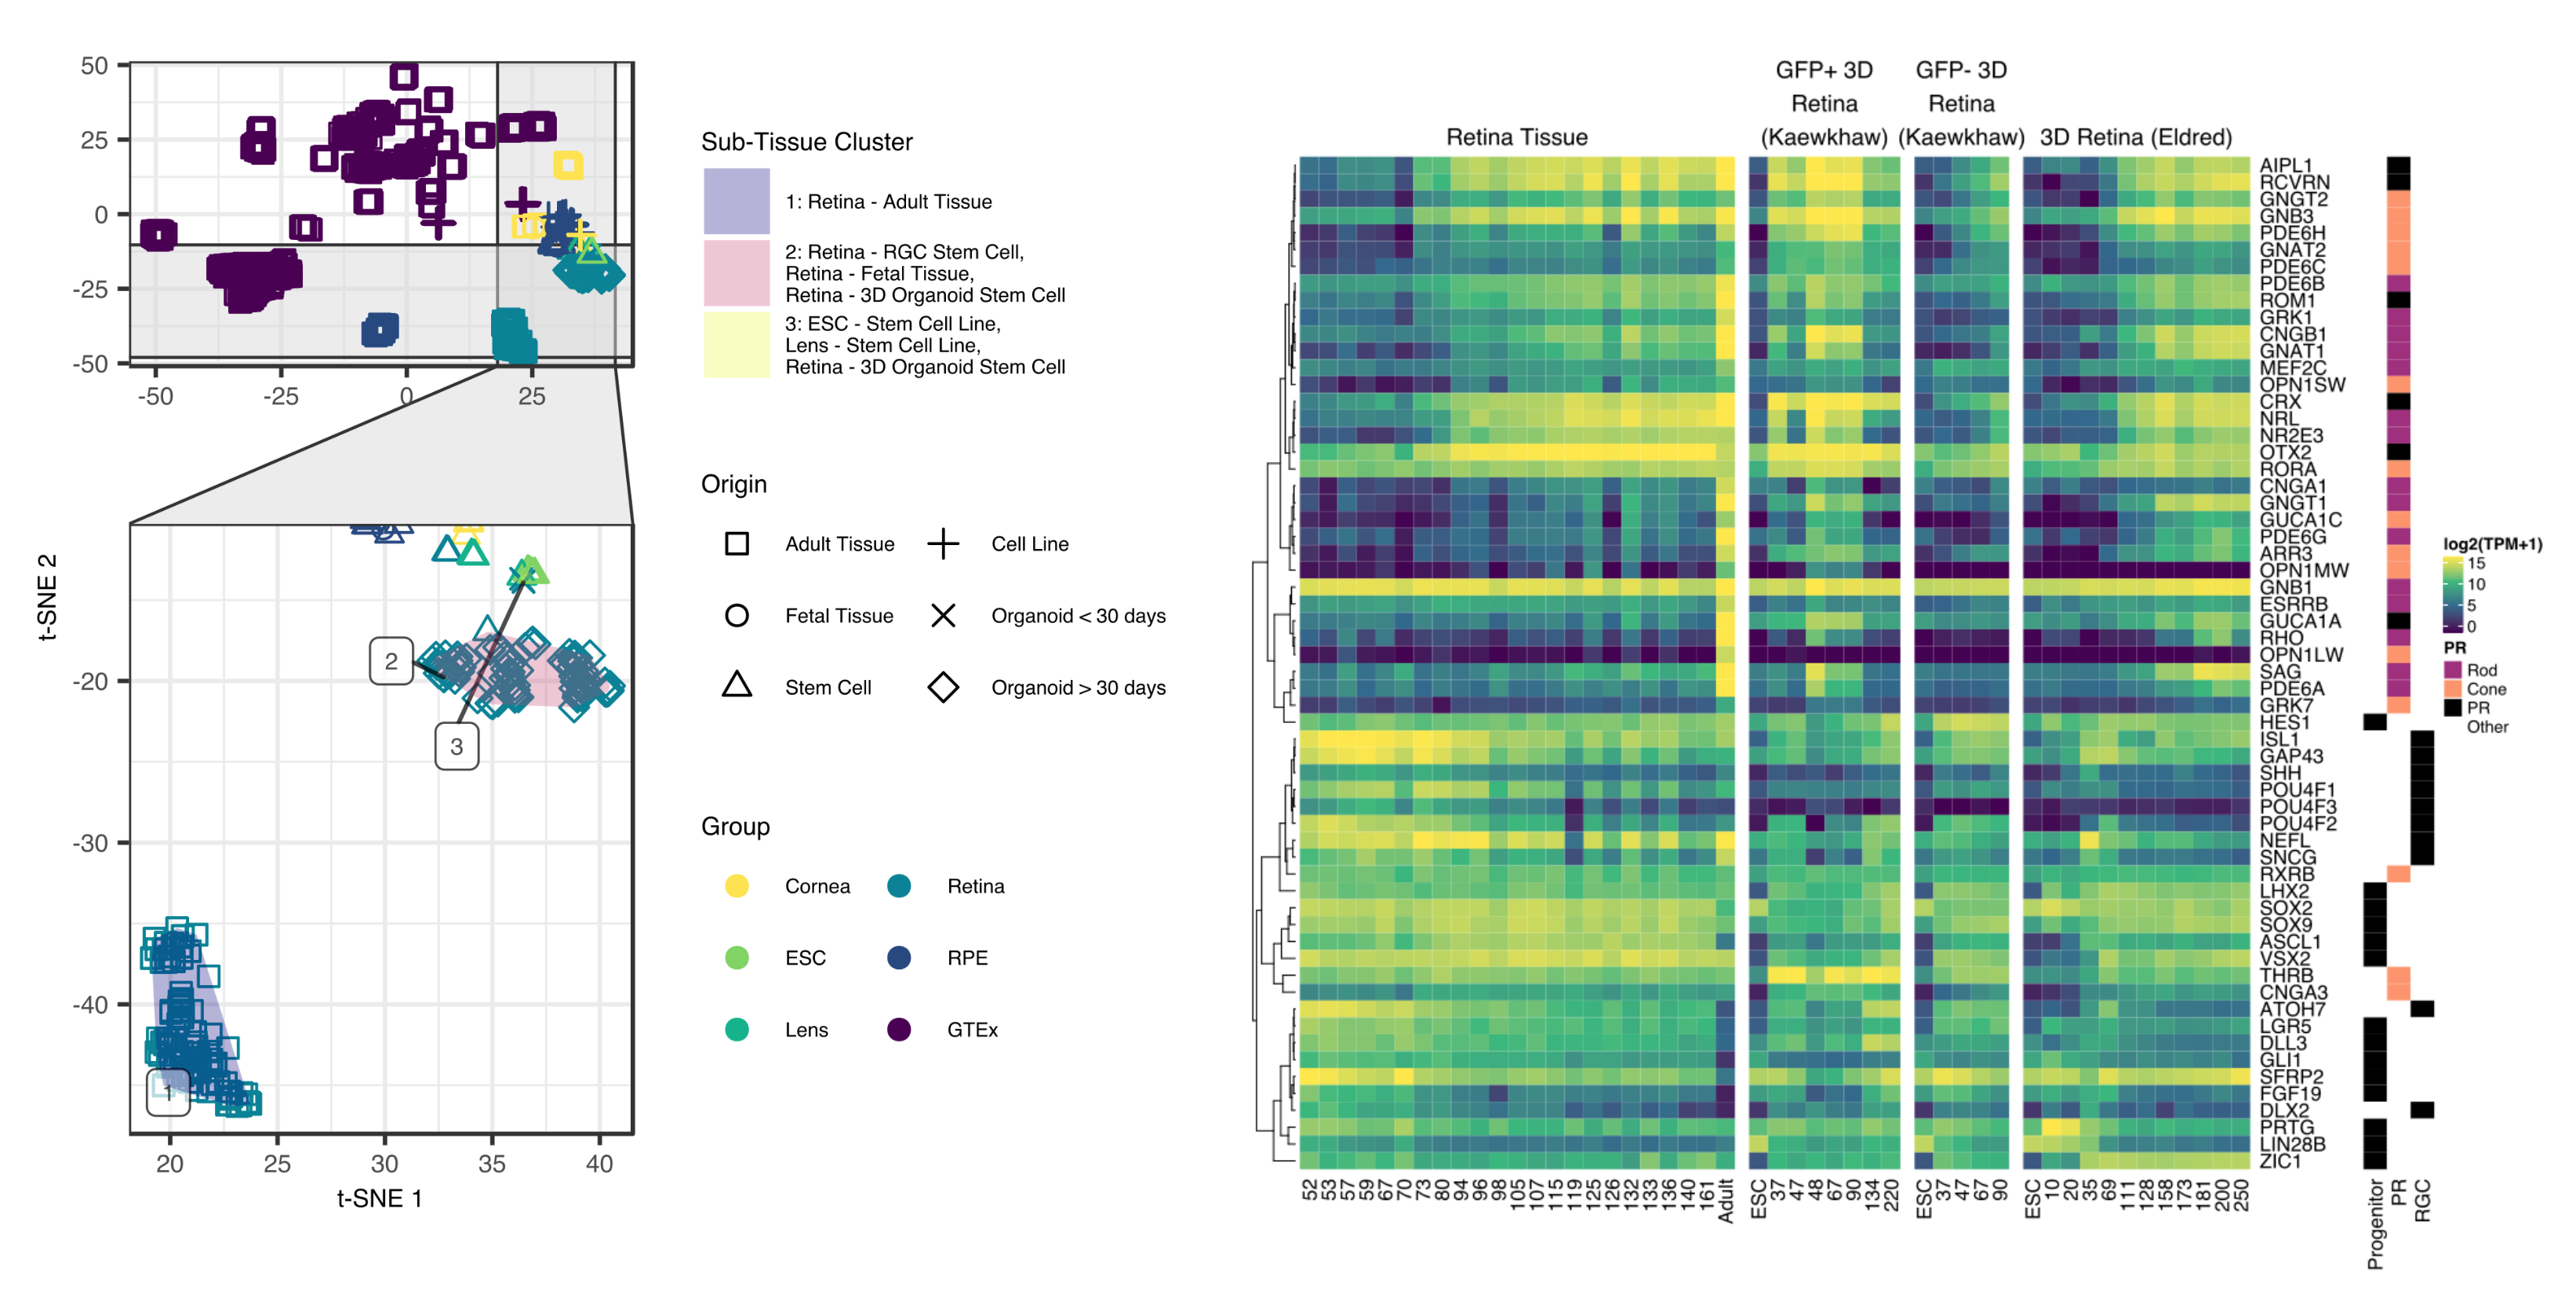 50
25
0
-25
-50
-50
-25
0
25
t-SNE 2
-20
-30
-40
2
3
1
20
25
30
35
40
t-SNE 1
Sub-Tissue Cluster
1: Retina - Adult Tissue
2: Retina - RGC Stem Cell,
Retina - Fetal Tissue,
Retina - 3D Organoid Stem Cell
3: ESC - Stem Cell Line,
Lens - Stem Cell Line,
Retina - 3D Organoid Stem Cell
Origin
Adult Tissue
Cell Line
Fetal Tissue
Organoid < 30 days
Stem Cell
Organoid > 30 days
Group
Cornea
Retina
ESC
RPE
Lens
GTEx
Retina Tissue
GFP+ 3D
Retina
(Kaewkhaw)
GFP- 3D
Retina
(Kaewkhaw)
3D Retina (Eldred)
AIPL1
RCVRN
GNGT2
GNB3
PDE6H
GNAT2
PDE6C
PDE6B
ROM1
GRK1
CNGB1
GNAT1
MEF2C
OPN1SW
CRX
NRL
NR2E3
OTX2
RORA
CNGA1
GNGT1
GUCA1C
PDE6G
ARR3
OPN1MW
GNB1
ESRRB
GUCA1A
RHO
OPN1LW
SAG
PDE6A
GRK7
HES1
ISL1
GAP43
SHH
POU4F1
POU4F3
POU4F2
NEFL
SNCG
RXRB
LHX2
SOX2
SOX9
ASCL1
VSX2
THRB
CNGA3
ATOH7
LGR5
DLL3
GLI1
SFRP2
FGF19
DLX2
PRTG
LIN28B
ZIC1
52 53 57 59 67 70 73 80 94 96 98 105 107 115 119 125 126 132 133 136 140 161 Adult
ESC 37 47 48 67 90 134 220
ESC 37 47 67 90
ESC 10 20 35 69 111 128 158 173 181 200 250
Progenitor
PR
RGC
log2(TPM+1)
15
10
5
0
PR
Rod
Cone
PR
Other